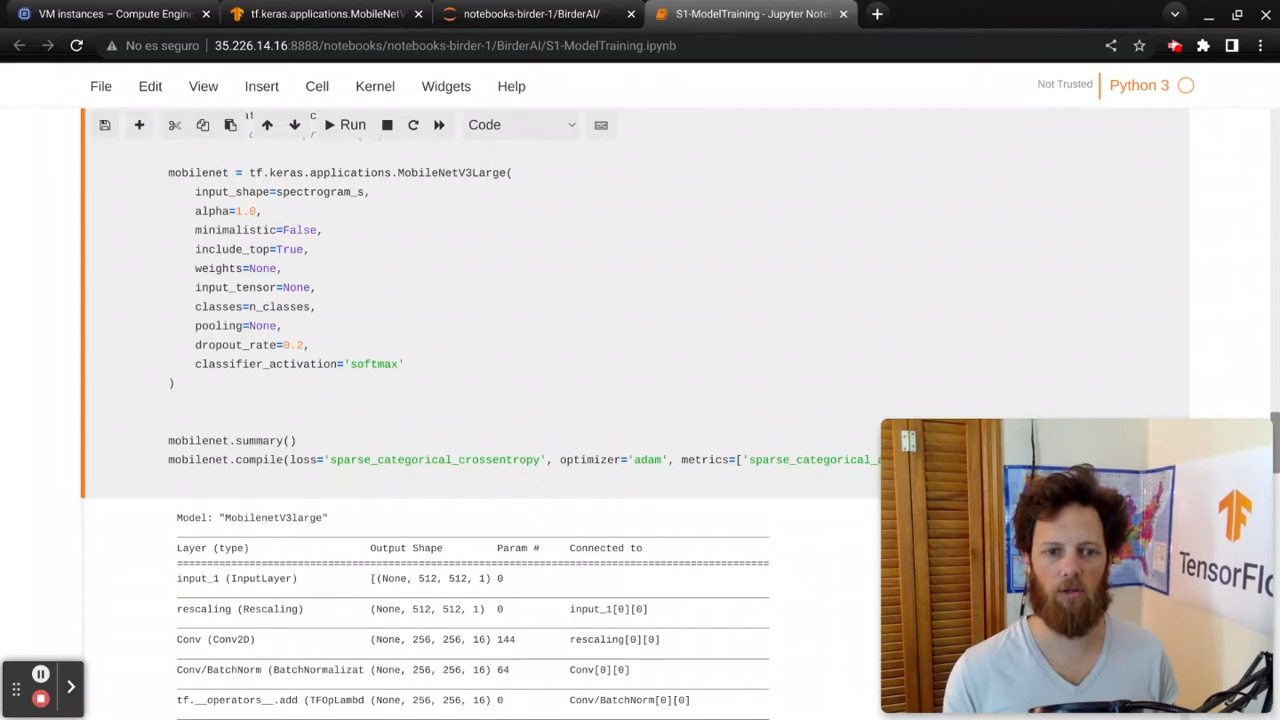 VM instances – Compute Engin
tf.keras.applications.MobileNetV
notebooks-birder-1/BirderAI/
S1-ModelTraining - Jupyter Note
No es seguro
35.226.14.16:8888/notebooks/notebooks-birder-1/BirderAI/S1-ModelTraining.ipynb
File Edit View Insert Cell Kernel Widgets Help
Not Trusted
Python 3
Run
Code
mobilenet = tf.keras.applications.MobileNetV3Large(
input_shape=spectrogram_s,
alpha=1.0,
minimalistic=False,
include_top=True,
weights=None,
input_tensor=None,
classes=n_classes,
pooling=None,
dropout_rate=0.2,
classifier_activation='softmax'
)
mobilenet.summary()
mobilenet.compile(loss='sparse_categorical_crossentropy', optimizer='adam', metrics=['sparse_categorical_a
Model: "MobilenetV3large"
Layer (type) Output Shape Param # Connected to
input_1 (InputLayer) [(None, 512, 512, 1) 0
rescaling (Rescaling) (None, 512, 512, 1) 0 input_1[0][0]
Conv (Conv2D) (None, 256, 256, 16) 144 rescaling[0][0]
Conv/BatchNorm (BatchNormalizat (None, 256, 256, 16) 64 Conv[0][0]
tf.__operators__.add (TFOpLambd (None, 256, 256, 16) 0 Conv/BatchNorm[0][0]
TensorFlo